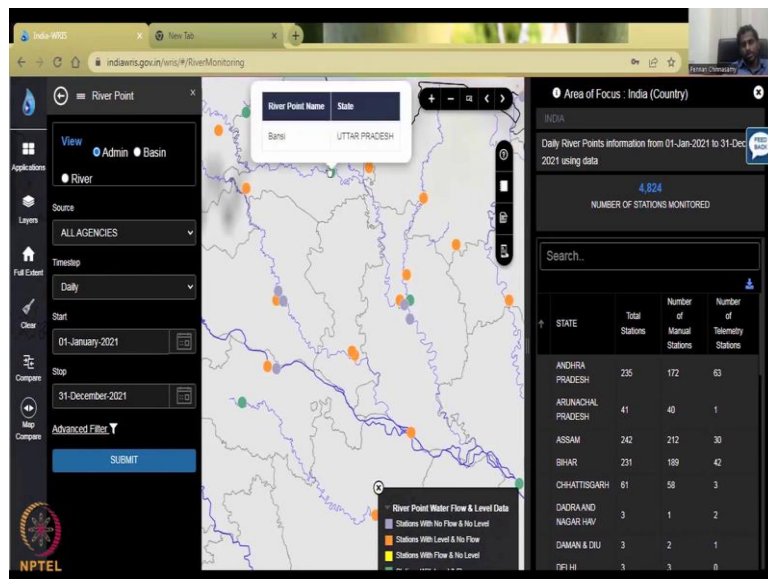 India-WRIS
New Tab
indiawris.gov.in/wris/#/RiverMonitoring
Pennan Chinnasamy
River Point
View
Admin
Basin
River
Source
ALL AGENCIES
Timestep
Daily
Start
01-January-2021
Stop
31-December-2021
Advanced Filter
SUBMIT
Applications
Layers
Full Extent
Clear
Compare
Map
Compare
NPTEL
River Point Name State
Bansi UTTAR PRADESH
River Point Water Flow & Level Data
Stations With No Flow & No Level
Stations With Level & No Flow
Stations With Flow & No Level
Area of Focus : India (Country)
INDIA
Daily River Points information from 01-Jan-2021 to 31-Dec
2021 using data
FEED
BACK
4,824
NUMBER OF STATIONS MONITORED
Search..
STATE Total Stations Number of Manual Stations Number of Telemetry Stations
ANDHRA PRADESH 235 172 63
ARUNACHAL PRADESH 41 40 1
ASSAM 242 212 30
BIHAR 231 189 42
CHHATTISGARH 61 58 3
DADRA AND NAGAR HAV 3 1 2
DAMAN & DIU 3 2 1
DELHI 3 3 0